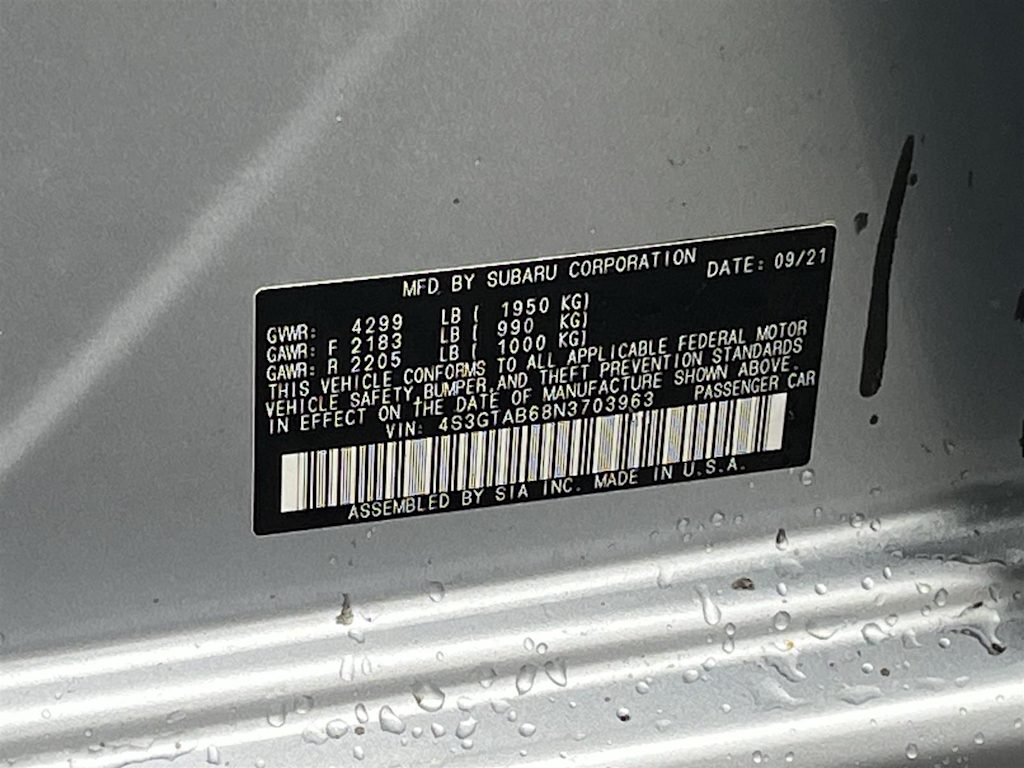 MFD. BY SUBARU CORPORATION DATE: 09/21
GVWR: 4299 LB ( 1950 KG)
GAWR: F 2183 LB ( 990 KG)
GAWR: R 2205 LB ( 1000 KG)
THIS VEHICLE CONFORMS TO ALL APPLICABLE FEDERAL MOTOR
VEHICLE SAFETY,BUMPER,AND THEFT PREVENTION STANDARDS
IN EFFECT ON THE DATE OF MANUFACTURE SHOWN ABOVE.
VIN: 4S3GTAB68N3703963 PASSENGER CAR
ASSEMBLED BY SIA INC. MADE IN U.S.A.